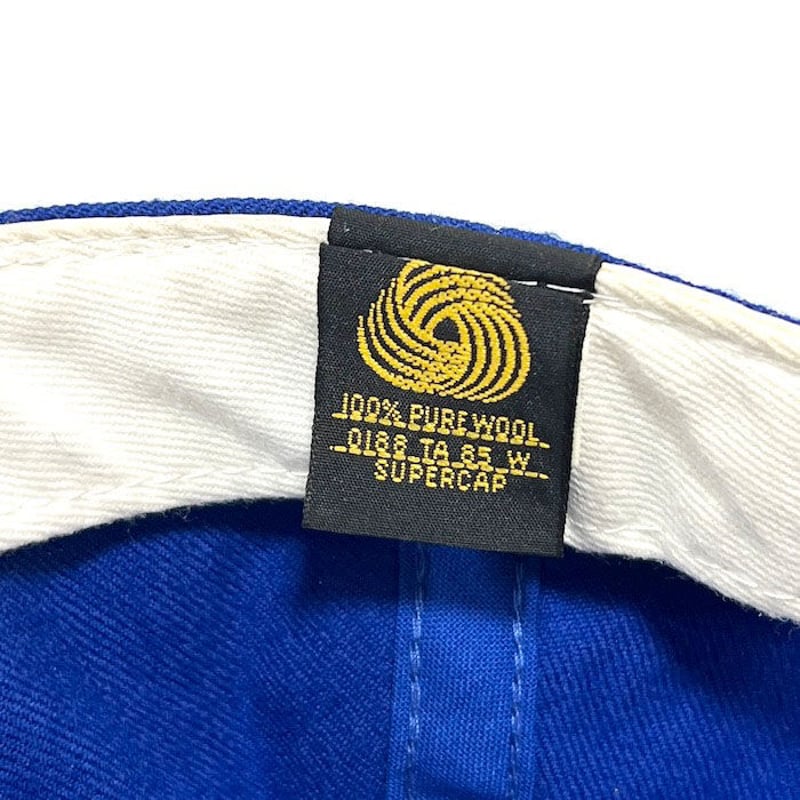 100% PURE WOOL
0188 TA 85 W
SUPERCAP